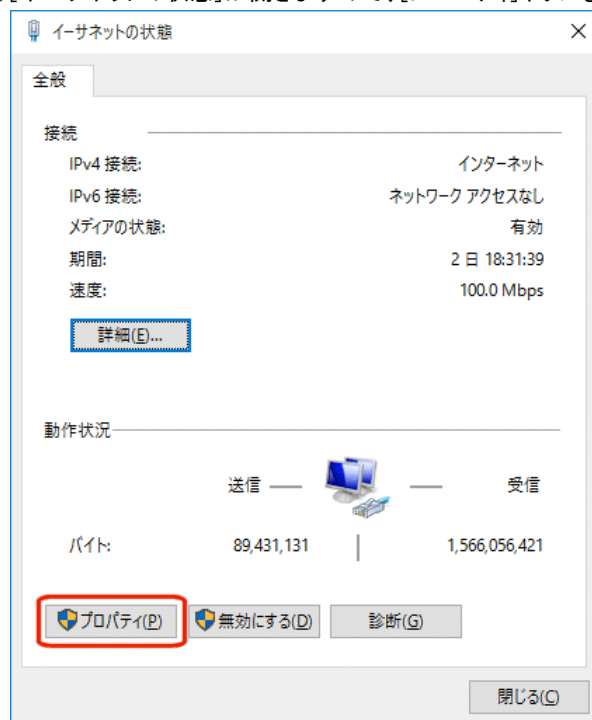 イーサネットの状態
全般
接続
IPv4 接続: インターネット
IPv6 接続: ネットワーク アクセスなし
メディアの状態: 有効
期間: 2 日 18:31:39
速度: 100.0 Mbps
詳細(E)...
動作状況
送信 受信
バイト: 89,431,131 1,566,056,421
プロパティ(P) 無効にする(D) 診断(G)
閉じる(C)